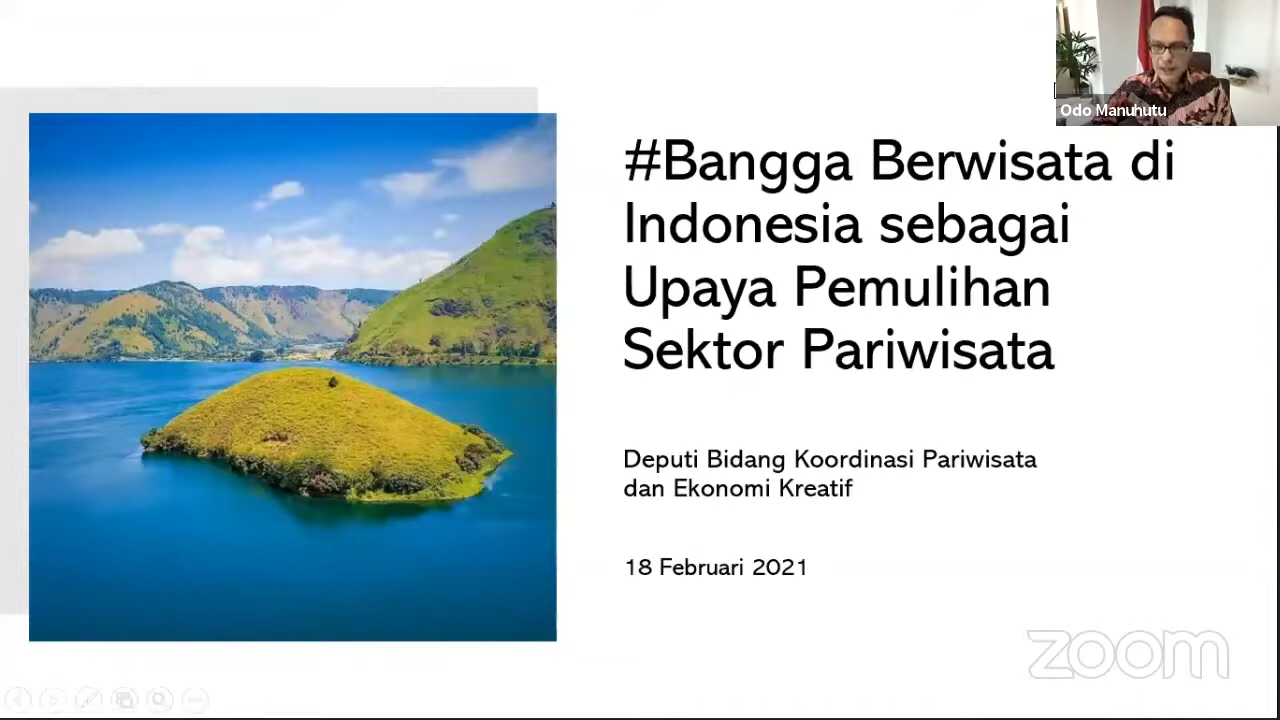 Odo Manuhutu
#Bangga Berwisata di
Indonesia sebagai
Upaya Pemulihan
Sektor Pariwisata
Deputi Bidang Koordinasi Pariwisata
dan Ekonomi Kreatif
18 Februari 2021
zoom